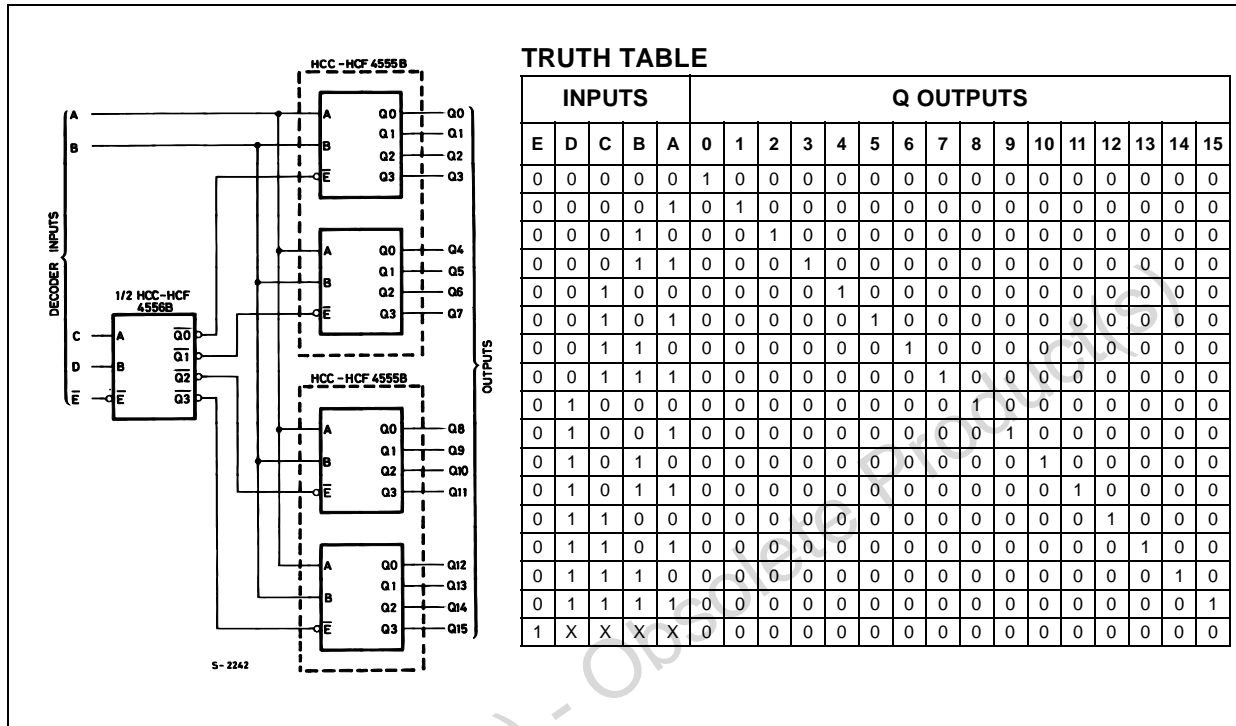 HCC-HCF 4555B
A
B
DECODER INPUTS
1/2 HCC-HCF
4556B
C
D
E̅
A
B
E̅
Q̅0̅
Q̅1̅
Q̅2̅
Q̅3̅
A Q0 Q0
Q1 Q1
B Q2 Q2
E̅ Q3 Q3
A Q0 Q4
Q1 Q5
B Q2 Q6
E̅ Q3 Q7
HCC-HCF 4555B
A Q0 Q8
Q1 Q9
B Q2 Q10
E̅ Q3 Q11
A Q0 Q12
Q1 Q13
B Q2 Q14
E̅ Q3 Q15
OUTPUTS
S-2242
TRUTH TABLE
INPUTS Q OUTPUTS
E D C B A 0 1 2 3 4 5 6 7 8 9 10 11 12 13 14 15
0 0 0 0 0 1 0 0 0 0 0 0 0 0 0 0 0 0 0 0 0
0 0 0 0 1 0 1 0 0 0 0 0 0 0 0 0 0 0 0 0 0
0 0 0 1 0 0 0 1 0 0 0 0 0 0 0 0 0 0 0 0 0
0 0 0 1 1 0 0 0 1 0 0 0 0 0 0 0 0 0 0 0 0
0 0 1 0 0 0 0 0 0 1 0 0 0 0 0 0 0 0 0 0 0
0 0 1 0 1 0 0 0 0 0 1 0 0 0 0 0 0 0 0 0 0
0 0 1 1 0 0 0 0 0 0 0 1 0 0 0 0 0 0 0 0 0
0 0 1 1 1 0 0 0 0 0 0 0 1 0 0 0 0 0 0 0 0
0 1 0 0 0 0 0 0 0 0 0 0 0 1 0 0 0 0 0 0 0
0 1 0 0 1 0 0 0 0 0 0 0 0 0 1 0 0 0 0 0 0
0 1 0 1 0 0 0 0 0 0 0 0 0 0 0 1 0 0 0 0 0
0 1 0 1 1 0 0 0 0 0 0 0 0 0 0 0 1 0 0 0 0
0 1 1 0 0 0 0 0 0 0 0 0 0 0 0 0 0 1 0 0 0
0 1 1 0 1 0 0 0 0 0 0 0 0 0 0 0 0 0 1 0 0
0 1 1 1 0 0 0 0 0 0 0 0 0 0 0 0 0 0 0 1 0
0 1 1 1 1 0 0 0 0 0 0 0 0 0 0 0 0 0 0 0 1
1 X X X X 0 0 0 0 0 0 0 0 0 0 0 0 0 0 0 0
) - Obsolete Product(s)